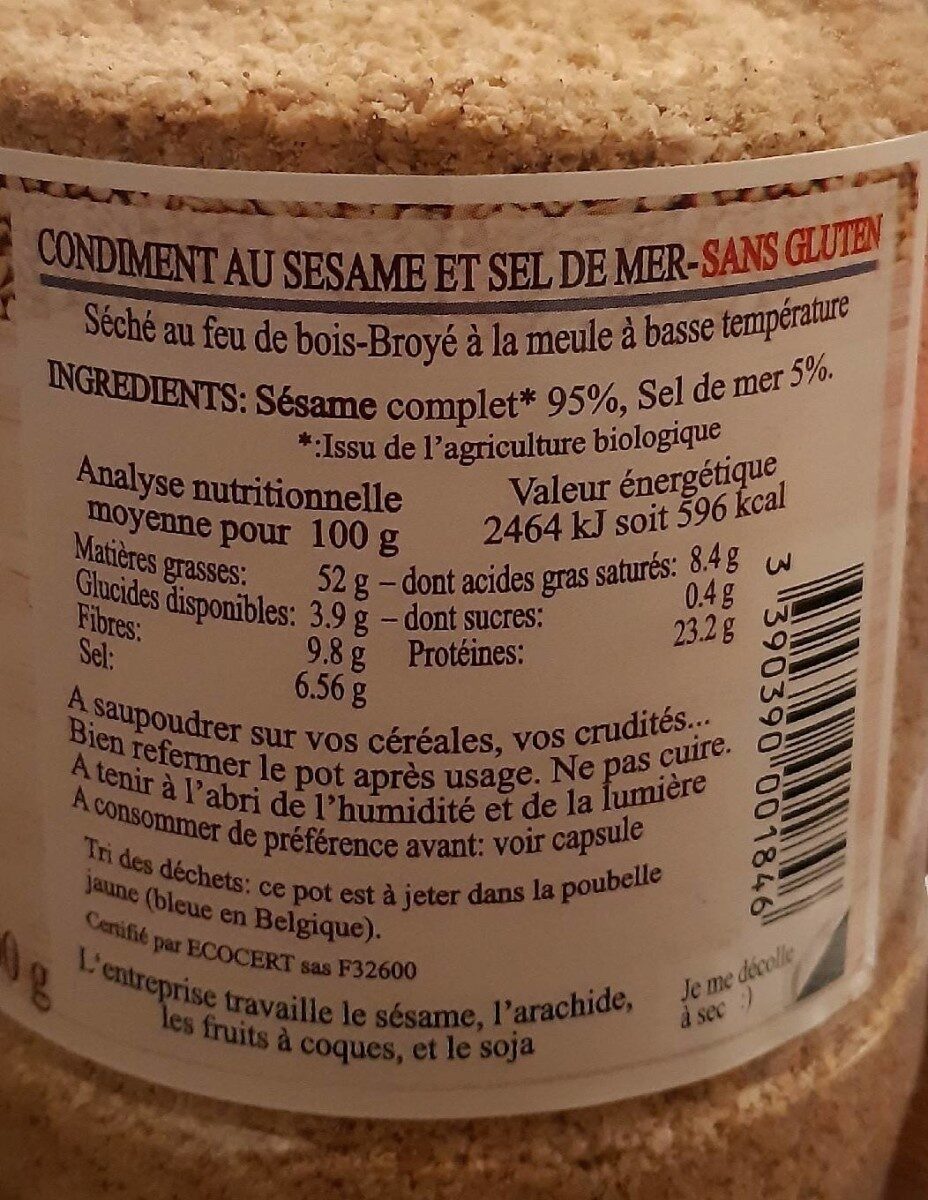 CONDIMENT AU SESAME ET SEL DE MER-SANS GLUTEN
Séché au feu de bois-Broyé à la meule à basse température
INGREDIENTS: Sésame complet* 95%, Sel de mer 5%.
*:Issu de l'agriculture biologique
Analyse nutritionnelle
moyenne pour 100 g
Valeur énergétique
2464 kJ soit 596 kcal
Matières grasses: 52 g – dont acides gras saturés: 8.4 g
Glucides disponibles: 3.9 g – dont sucres: 0.4 g
Fibres: 9.8 g Protéines: 23.2 g
Sel: 6.56 g
A saupoudrer sur vos céréales, vos crudités...
Bien refermer le pot après usage. Ne pas cuire.
A tenir à l'abri de l'humidité et de la lumière
A consommer de préférence avant: voir capsule
Tri des déchets: ce pot est à jeter dans la poubelle
jaune (bleue en Belgique).
Certifié par ECOCERT sas F32600
L'entreprise travaille le sésame, l'arachide,
les fruits à coques, et le soja
Je me décolle
à sec :)
3 390390 001846
0 g